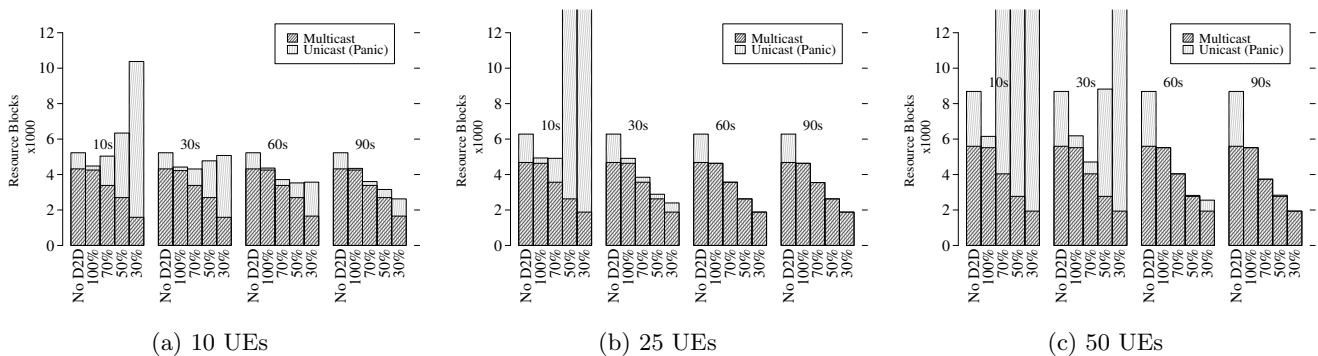 12
10
8
6
4
2
0
Resource Blocks
x1000
Multicast
Unicast (Panic)
10s
30s
60s
90s
No D2D
100%
70%
50%
30%
No D2D
100%
70%
50%
30%
No D2D
100%
70%
50%
30%
No D2D
100%
70%
50%
30%
(a) 10 UEs
12
10
8
6
4
2
0
Resource Blocks
x1000
Multicast
Unicast (Panic)
10s
30s
60s
90s
No D2D
100%
70%
50%
30%
No D2D
100%
70%
50%
30%
No D2D
100%
70%
50%
30%
No D2D
100%
70%
50%
30%
(b) 25 UEs
12
10
8
6
4
2
0
Resource Blocks
x1000
Multicast
Unicast (Panic)
10s
30s
60s
90s
No D2D
100%
70%
50%
30%
No D2D
100%
70%
50%
30%
No D2D
100%
70%
50%
30%
No D2D
100%
70%
50%
30%
(c) 50 UEs